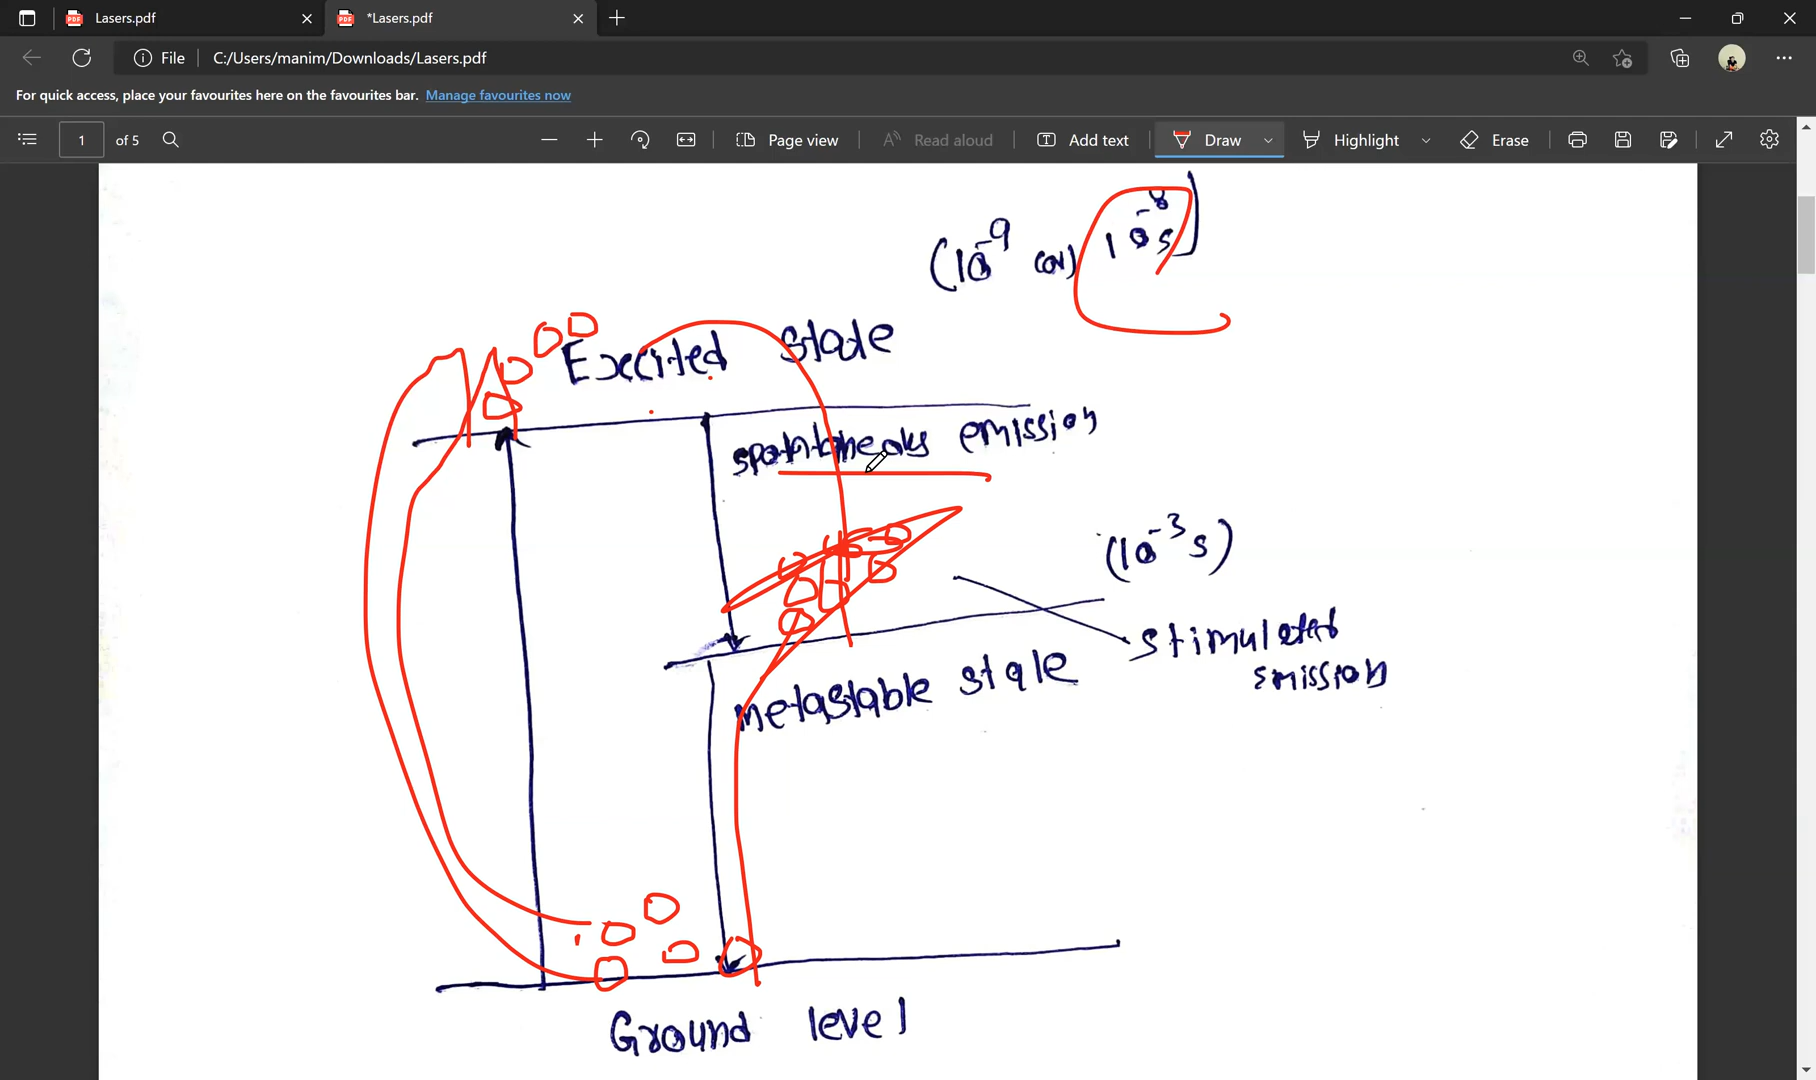 Lasers.pdf
*Lasers.pdf
File
C:/Users/manim/Downloads/Lasers.pdf
For quick access, place your favourites here on the favourites bar. Manage favourites now
1 of 5
Page view
Read aloud
Add text
Draw
Highlight
Erase
(10⁻⁹ (or) 10⁻⁸s)
Excited state
spontaneous emission
(10⁻³s)
stimulated
Emission
metastable state
Ground level